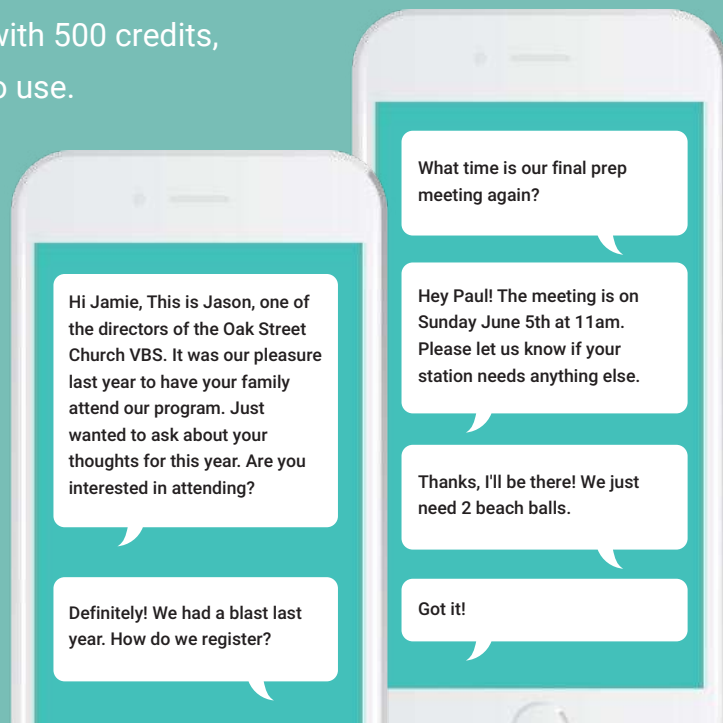 with 500 credits,
o use.
Hi Jamie, This is Jason, one of
the directors of the Oak Street
Church VBS. It was our pleasure
last year to have your family
attend our program. Just
wanted to ask about your
thoughts for this year. Are you
interested in attending?
Definitely! We had a blast last
year. How do we register?
What time is our final prep
meeting again?
Hey Paul! The meeting is on
Sunday June 5th at 11am.
Please let us know if your
station needs anything else.
Thanks, I'll be there! We just
need 2 beach balls.
Got it!